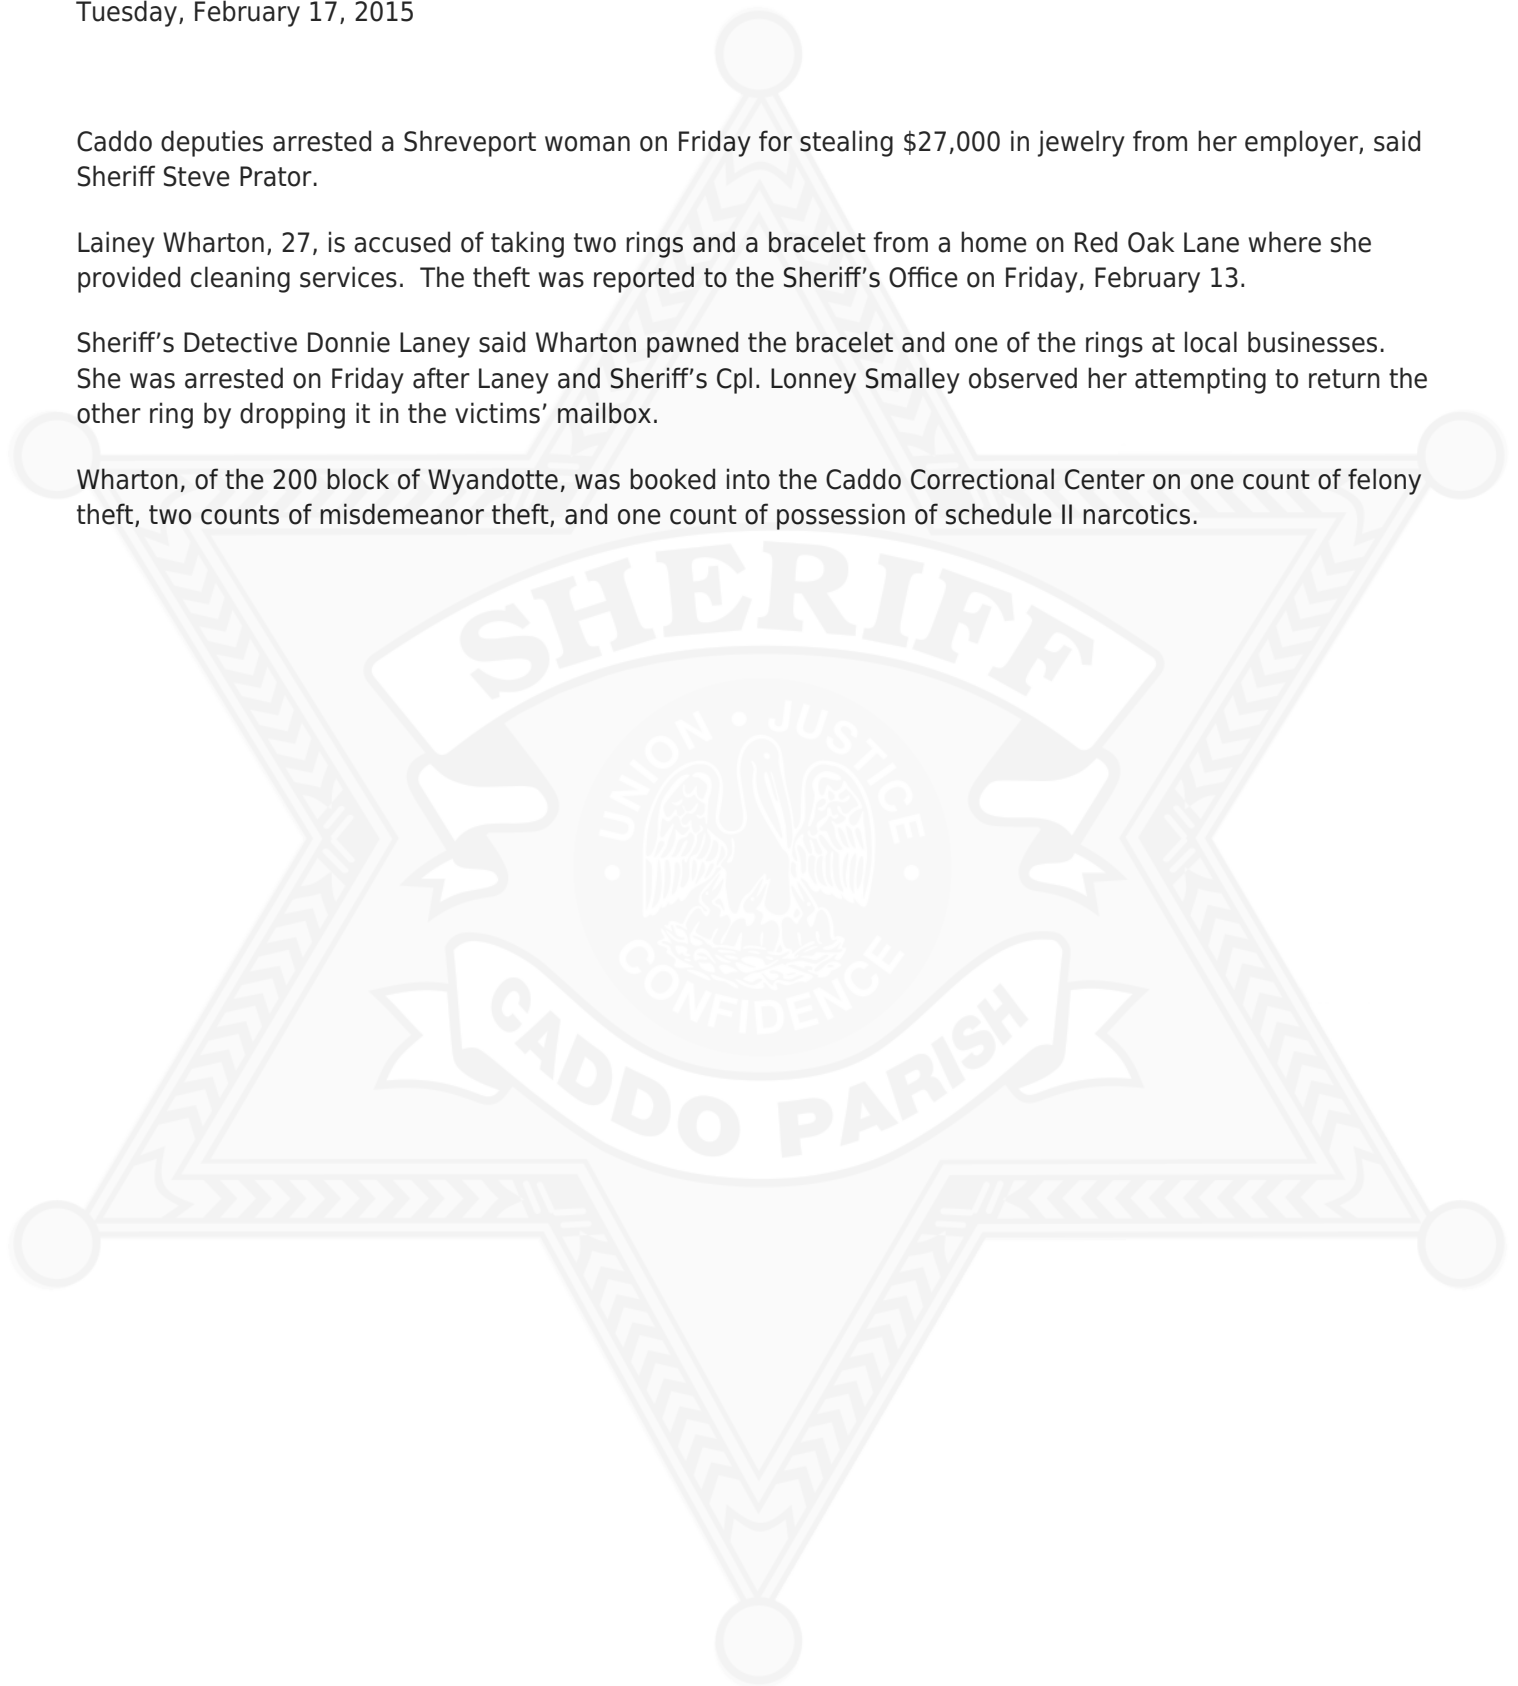 Tuesday, February 17, 2015
Caddo deputies arrested a Shreveport woman on Friday for stealing $27,000 in jewelry from her employer, said
Sheriff Steve Prator.
Lainey Wharton, 27, is accused of taking two rings and a bracelet from a home on Red Oak Lane where she
provided cleaning services.  The theft was reported to the Sheriff’s Office on Friday, February 13.
Sheriff’s Detective Donnie Laney said Wharton pawned the bracelet and one of the rings at local businesses.
She was arrested on Friday after Laney and Sheriff’s Cpl. Lonney Smalley observed her attempting to return the
other ring by dropping it in the victims’ mailbox.
Wharton, of the 200 block of Wyandotte, was booked into the Caddo Correctional Center on one count of felony
theft, two counts of misdemeanor theft, and one count of possession of schedule II narcotics.
SHERIFF
UNION • JUSTICE
• CONFIDENCE •
CADDO PARISH